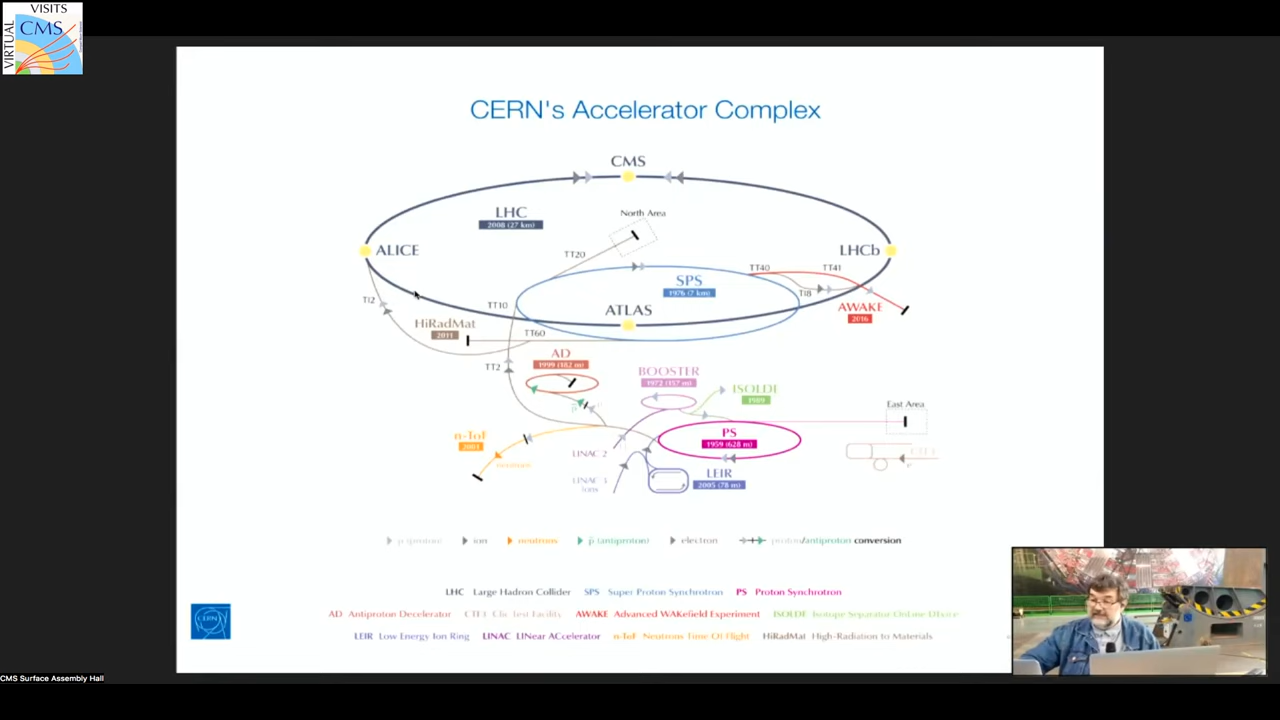 VISITS
CMS
VIRTUAL
CERN's Accelerator Complex
CMS
LHC
2008 (27 km)
North Area
ALICE
TT20
LHCb
TT40
TT41
SPS
1976 (7 km)
TI2
TT10
TI8
ATLAS
AWAKE
2016
HiRadMat
2011
TT60
AD
1999 (182 m)
TT2
BOOSTER
1972 (157 m)
ISOLDE
1989
p
East Area
PS
1959 (628 m)
n-ToF
2001
neutrons
LINAC 2
LEIR
2005 (78 m)
LINAC 3
Ions
e-
p (proton)
ion
neutrons
p̄ (antiproton)
electron
proton/antiproton conversion
LHC Large Hadron Collider SPS Super Proton Synchrotron PS Proton Synchrotron
AD Antiproton Decelerator CTF3 Clic Test Facility AWAKE Advanced WAKefield Experiment ISOLDE Isotope Separator OnLine DEvice
LEIR Low Energy Ion Ring LINAC LINear ACcelerator n-ToF Neutrons Time Of Flight HiRadMat High-Radiation to Materials
CERN
CMS Surface Assembly Hall